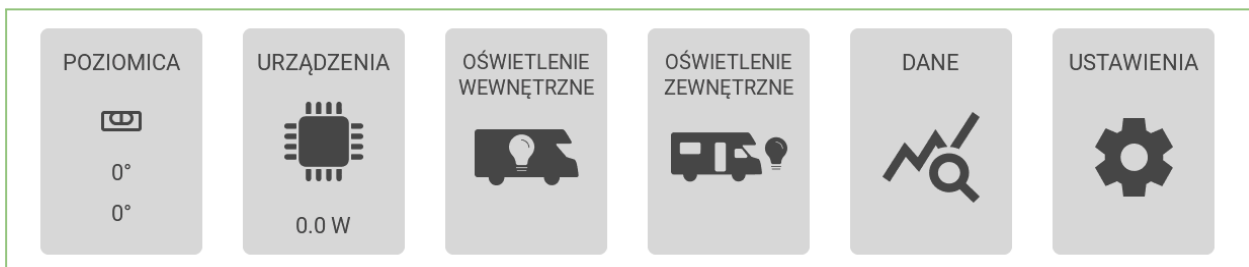 POZIOMICA
0°
0°
URZĄDZENIA
0.0 W
OŚWIETLENIE
WEWNĘTRZNE
OŚWIETLENIE
ZEWNĘTRZNE
DANE
USTAWIENIA